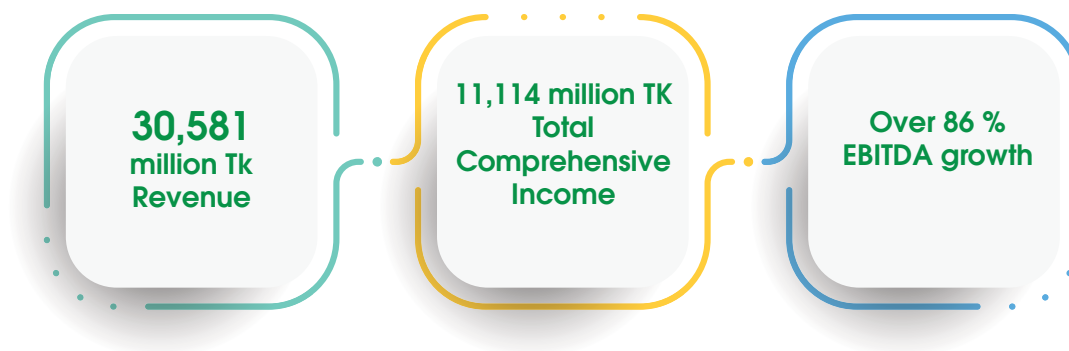 30,581
million Tk
Revenue
11,114 million TK
Total
Comprehensive
Income
Over 86 %
EBITDA growth